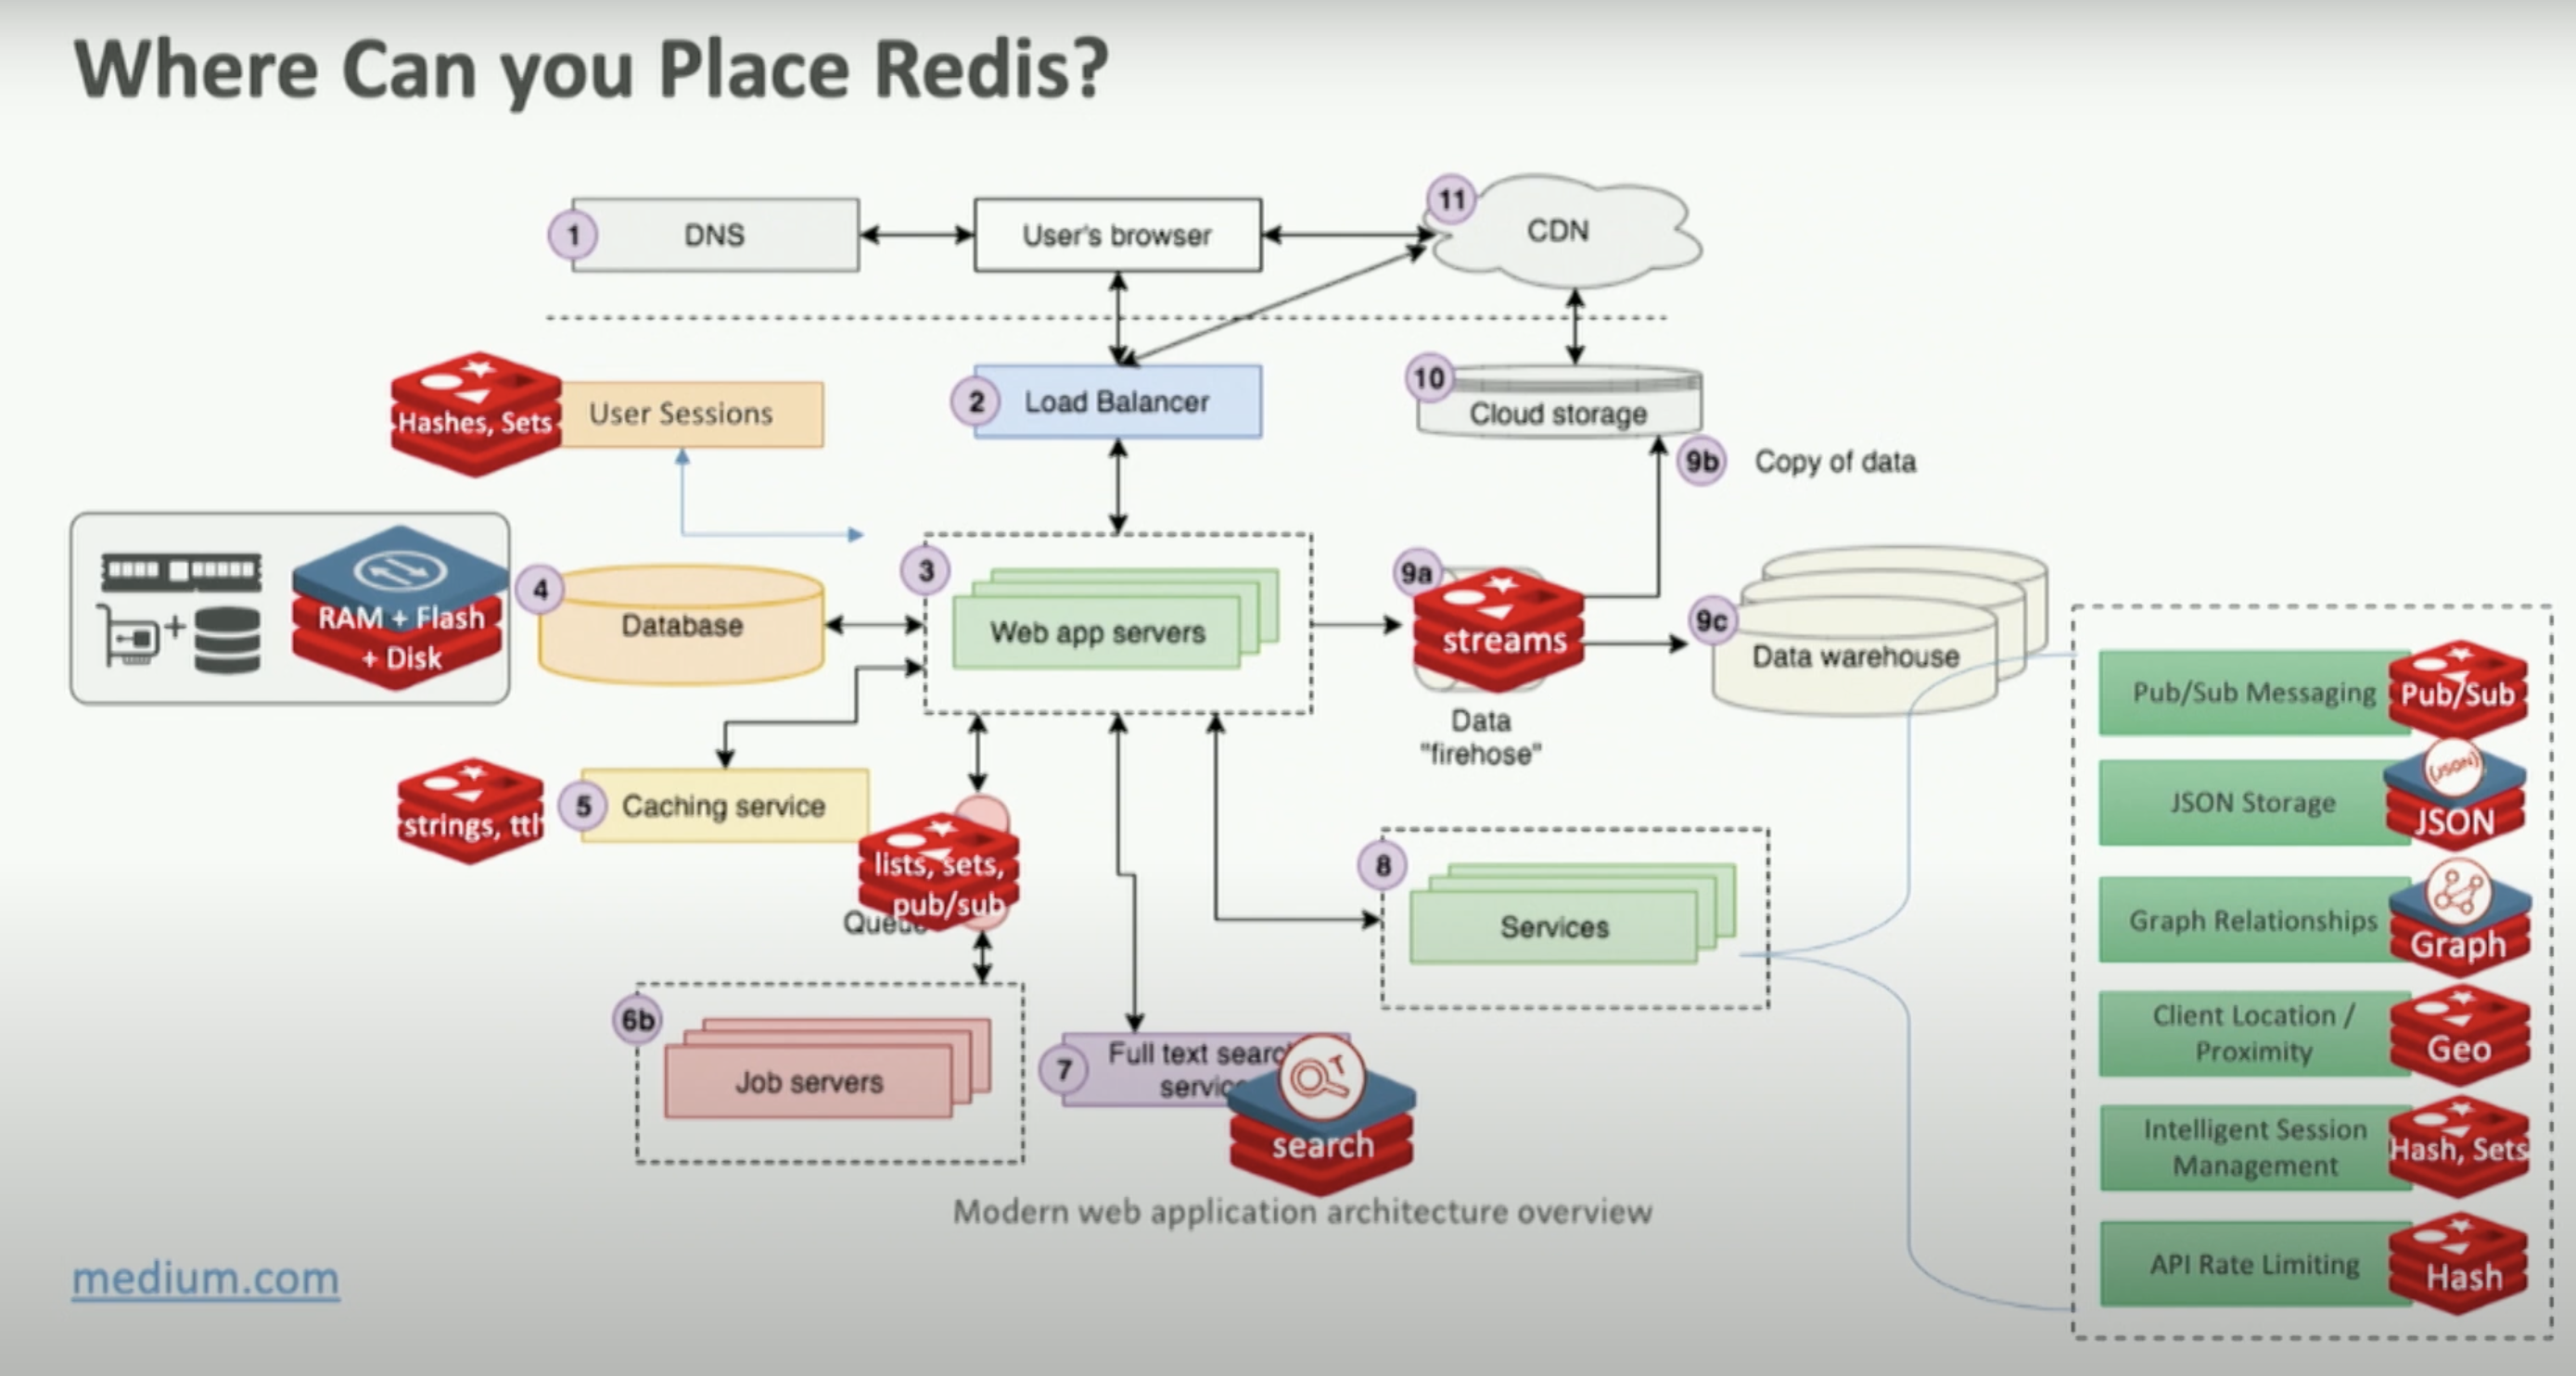 Where Can you Place Redis?
1
DNS
User's browser
11
CDN
Hashes, Sets
User Sessions
2
Load Balancer
10
Cloud storage
9b
Copy of data
RAM + Flash
+ Disk
4
Database
3
Web app servers
9a
streams
Data
"firehose"
9c
Data warehouse
strings, ttl
5
Caching service
lists, sets,
pub/sub
6b
Job servers
7
Full text
search
8
Services
Pub/Sub Messaging
Pub/Sub
JSON Storage
(JSON)
JSON
Graph Relationships
Graph
Client Location /
Proximity
Geo
Intelligent Session
Management
Hash, Sets
API Rate Limiting
Hash
Modern web application architecture overview
medium.com